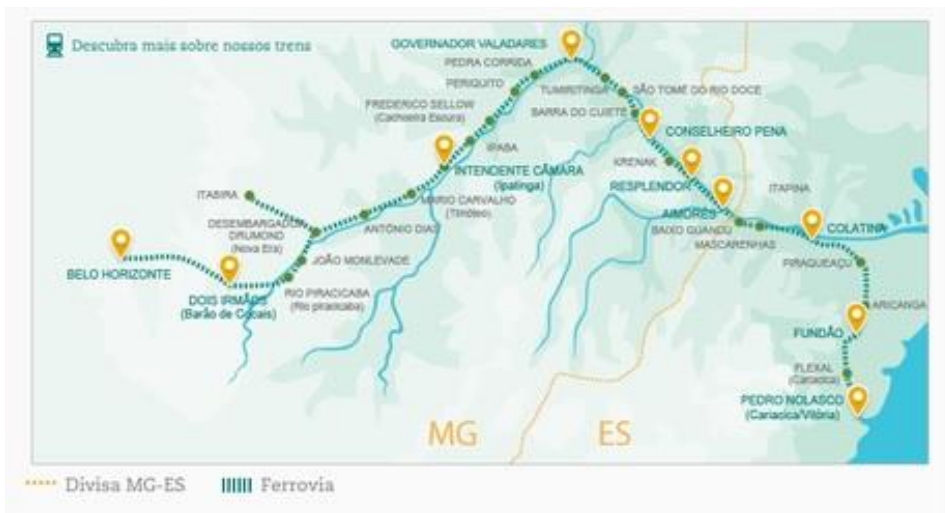 Descubra mais sobre nossos trens
GOVERNADOR VALADARES
PEDRA CORRIDA
PERIQUITO
TUMIRITINGA
SÃO TOMÉ DO RIO DOCE
FREDERICO SELLOW
(Cachoeira Escura)
BARRA DO CUIETÉ
CONSELHEIRO PENA
IPABA
KRENAK
INTENDENTE CÂMARA
(Ipatinga)
RESPLENDOR
ITAPINA
ITABIRA
MARIO CARVALHO
(Timóteo)
AIMORÉS
DESEMBARGADOR
DRUMOND
(Nova Era)
ANTÔNIO DIAS
BAIXO GUANDU
COLATINA
MASCARENHAS
JOÃO MONLEVADE
PIRAQUEAÇU
BELO HORIZONTE
DOIS IRMÃOS
(Barão de Cocais)
RIO PIRACICABA
(Rio piracicaba)
ARICANGA
FUNDÃO
FLEXAL
(Cariacica)
PEDRO NOLASCO
(Cariacica/Vitória)
MG
ES
Divisa MG-ES
Ferrovia